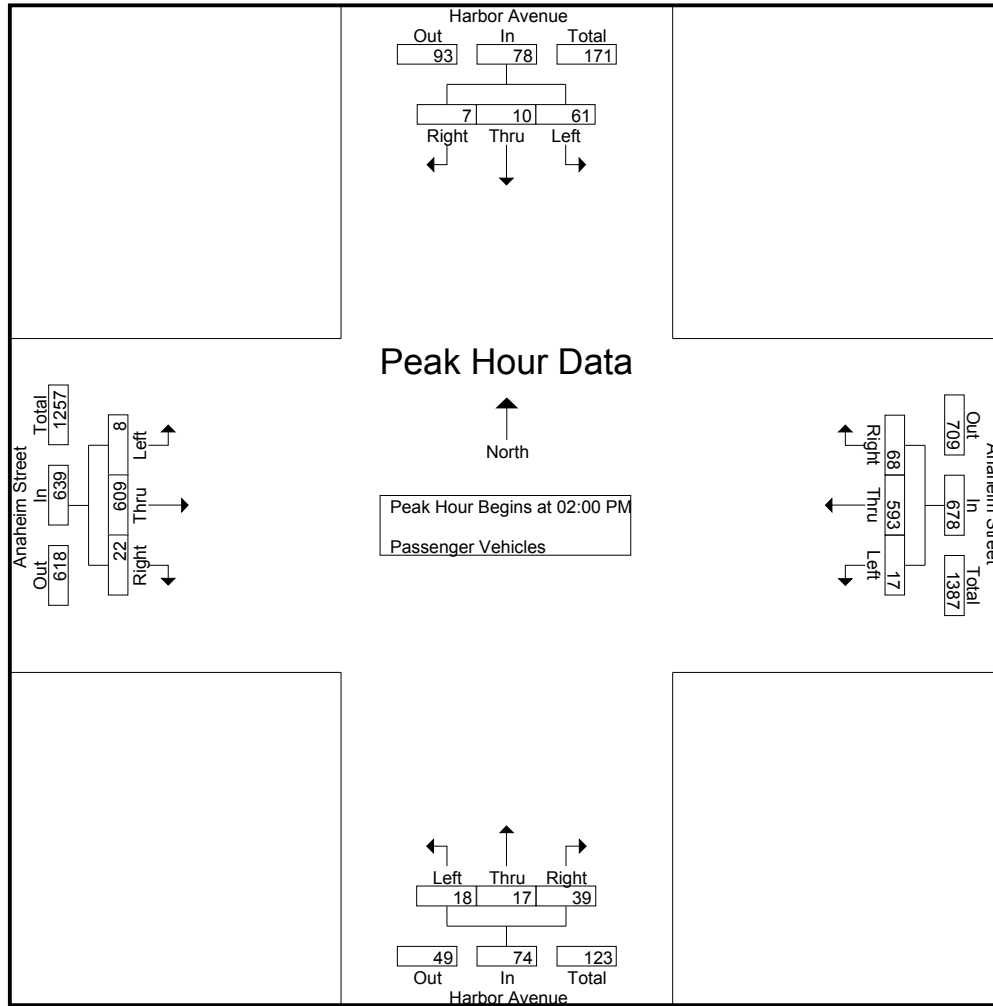 Harbor Avenue
Out In Total
93 78 171
7 10 61
Right Thru Left
Peak Hour Data
North
Peak Hour Begins at 02:00 PM
Passenger Vehicles
Anaheim Street
Total In Out
1257 639 618
8 609 22
Left Thru Right
Anaheim Street
Out In Total
709 678 1387
68 593 17
Right Thru Left
Left Thru Right
18 17 39
49 74 123
Out In Total
Harbor Avenue